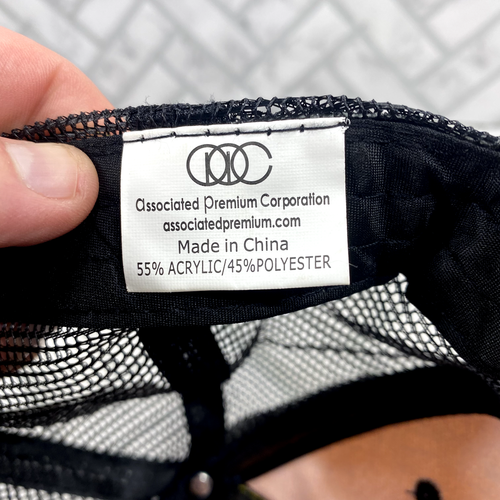 associated premium Corporation
associatedpremium.com
Made in China
55% ACRYLIC/45%POLYESTER